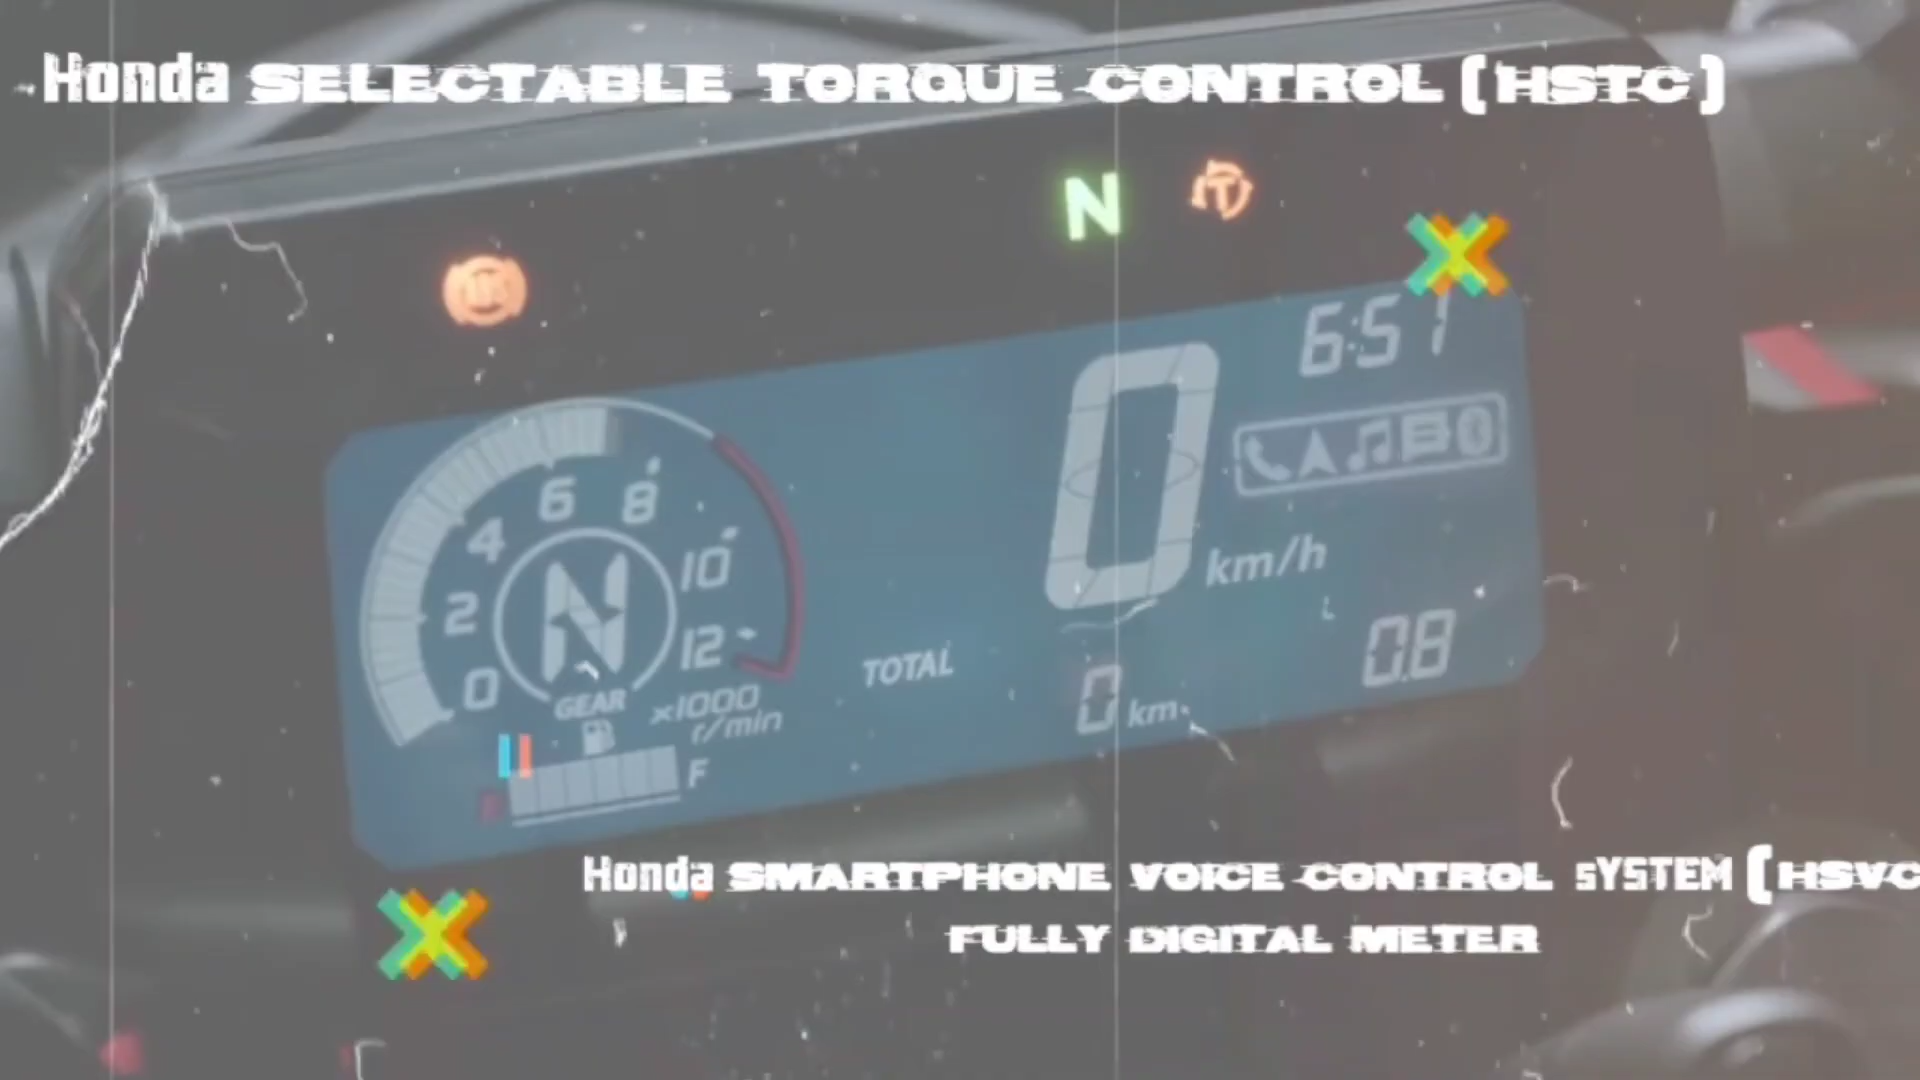 Honda SELECTABLE TORQUE CONTROL (HSTC)
N
6:51
0
km/h
6 8
4 10
2 N 12
0 GEAR
x1000
r/min
TOTAL
0 km
0.8
F
Honda SMARTPHONE VOICE CONTROL sYSTEM (HSVC
FULLY DIGITAL METER